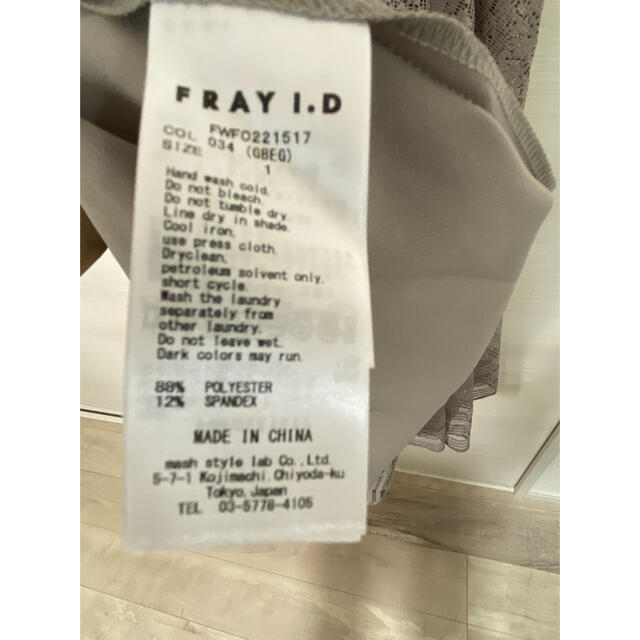 FRAY I.D
FWFO221517
COL 034 (GBEG)
SIZE 1
Hand wash cold.
Do not bleach.
Do not tumble dry.
Line dry in shade.
Cool iron,
use press cloth.
Dryclean,
petroleum solvent only,
short cycle.
Wash the laundry
separately from
other laundry.
Do not leave wet.
Dark colors may run.
88% POLYESTER
12% SPANDEX
MADE IN CHINA
mash style lab Co.,Ltd.
5-7-1 Kojimachi,Chiyoda-ku
Tokyo,Japan
TEL 03-5778-4105